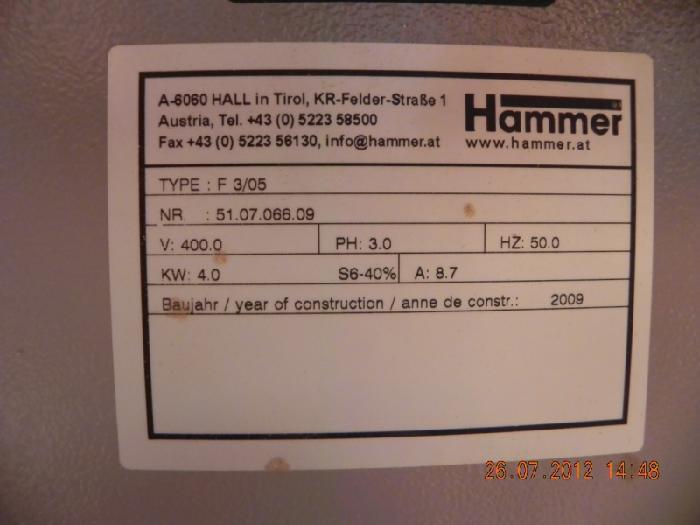 A-6060 HALL in Tirol, KR-Felder-Straße 1
Austria, Tel. +43 (0) 5223 58500
Fax +43 (0) 5223 56130, info@hammer.at
Hammer
www.hammer.at
TYPE : F 3/05
NR : 51.07.066.09
V: 400.0 PH: 3.0 HZ: 50.0
KW: 4.0 S6-40% A: 8.7
Baujahr / year of construction / anne de constr.: 2009
26.07.2012 14:48